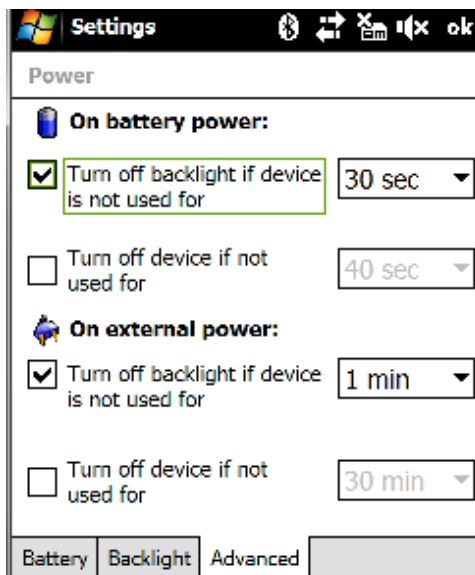 Settings
ok
Power
On battery power:
Turn off backlight if device
is not used for
30 sec
Turn off device if not
used for
40 sec
On external power:
Turn off backlight if device
is not used for
1 min
Turn off device if not
used for
30 min
Battery Backlight Advanced